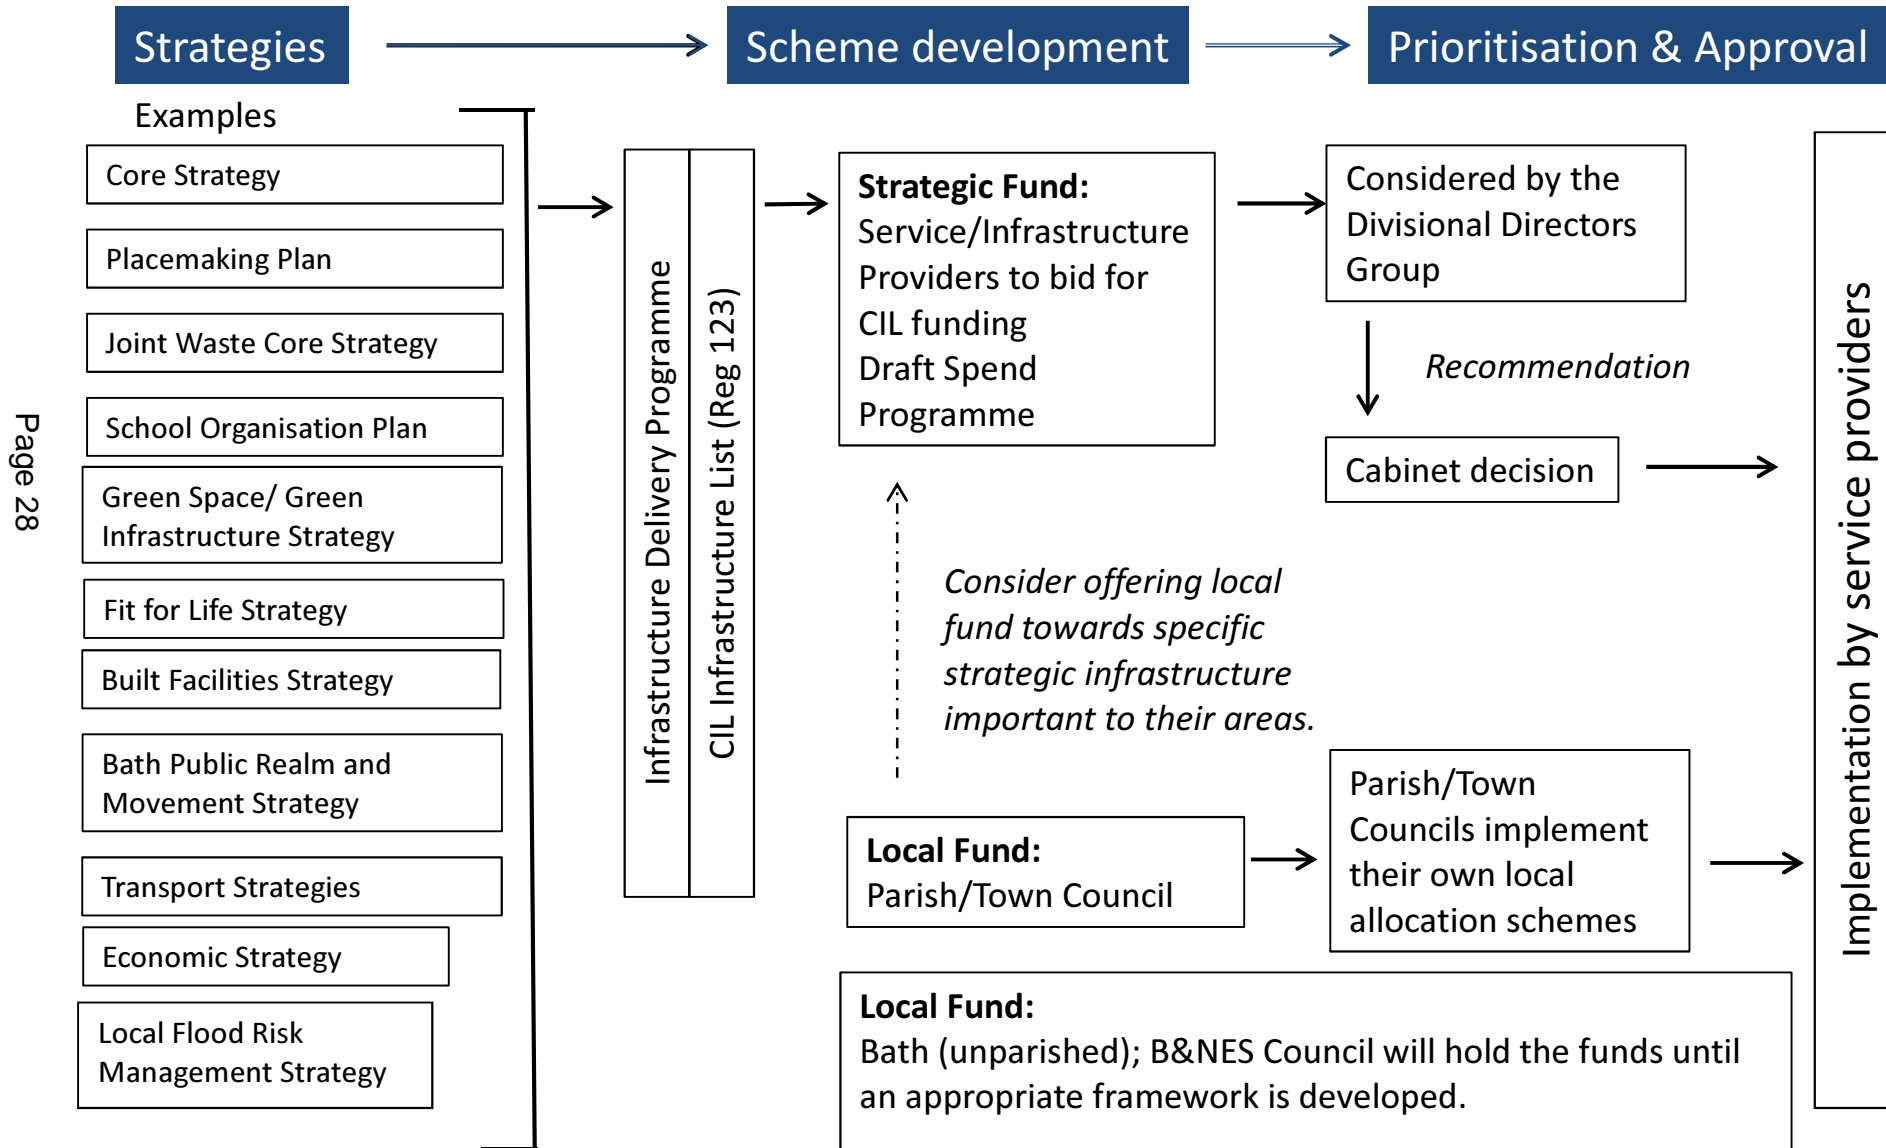 Strategies
Scheme development
Prioritisation & Approval
Examples
Core Strategy
Placemaking Plan
Joint Waste Core Strategy
School Organisation Plan
Green Space/ Green
Infrastructure Strategy
Fit for Life Strategy
Built Facilities Strategy
Bath Public Realm and
Movement Strategy
Transport Strategies
Economic Strategy
Local Flood Risk
Management Strategy
Infrastructure Delivery Programme
CIL Infrastructure List (Reg 123)
Strategic Fund:
Service/Infrastructure
Providers to bid for
CIL funding
Draft Spend
Programme
Considered by the
Divisional Directors
Group
Recommendation
Cabinet decision
Consider offering local
fund towards specific
strategic infrastructure
important to their areas.
Local Fund:
Parish/Town Council
Parish/Town
Councils implement
their own local
allocation schemes
Local Fund:
Bath (unparished); B&NES Council will hold the funds until
an appropriate framework is developed.
Implementation by service providers
Page 28